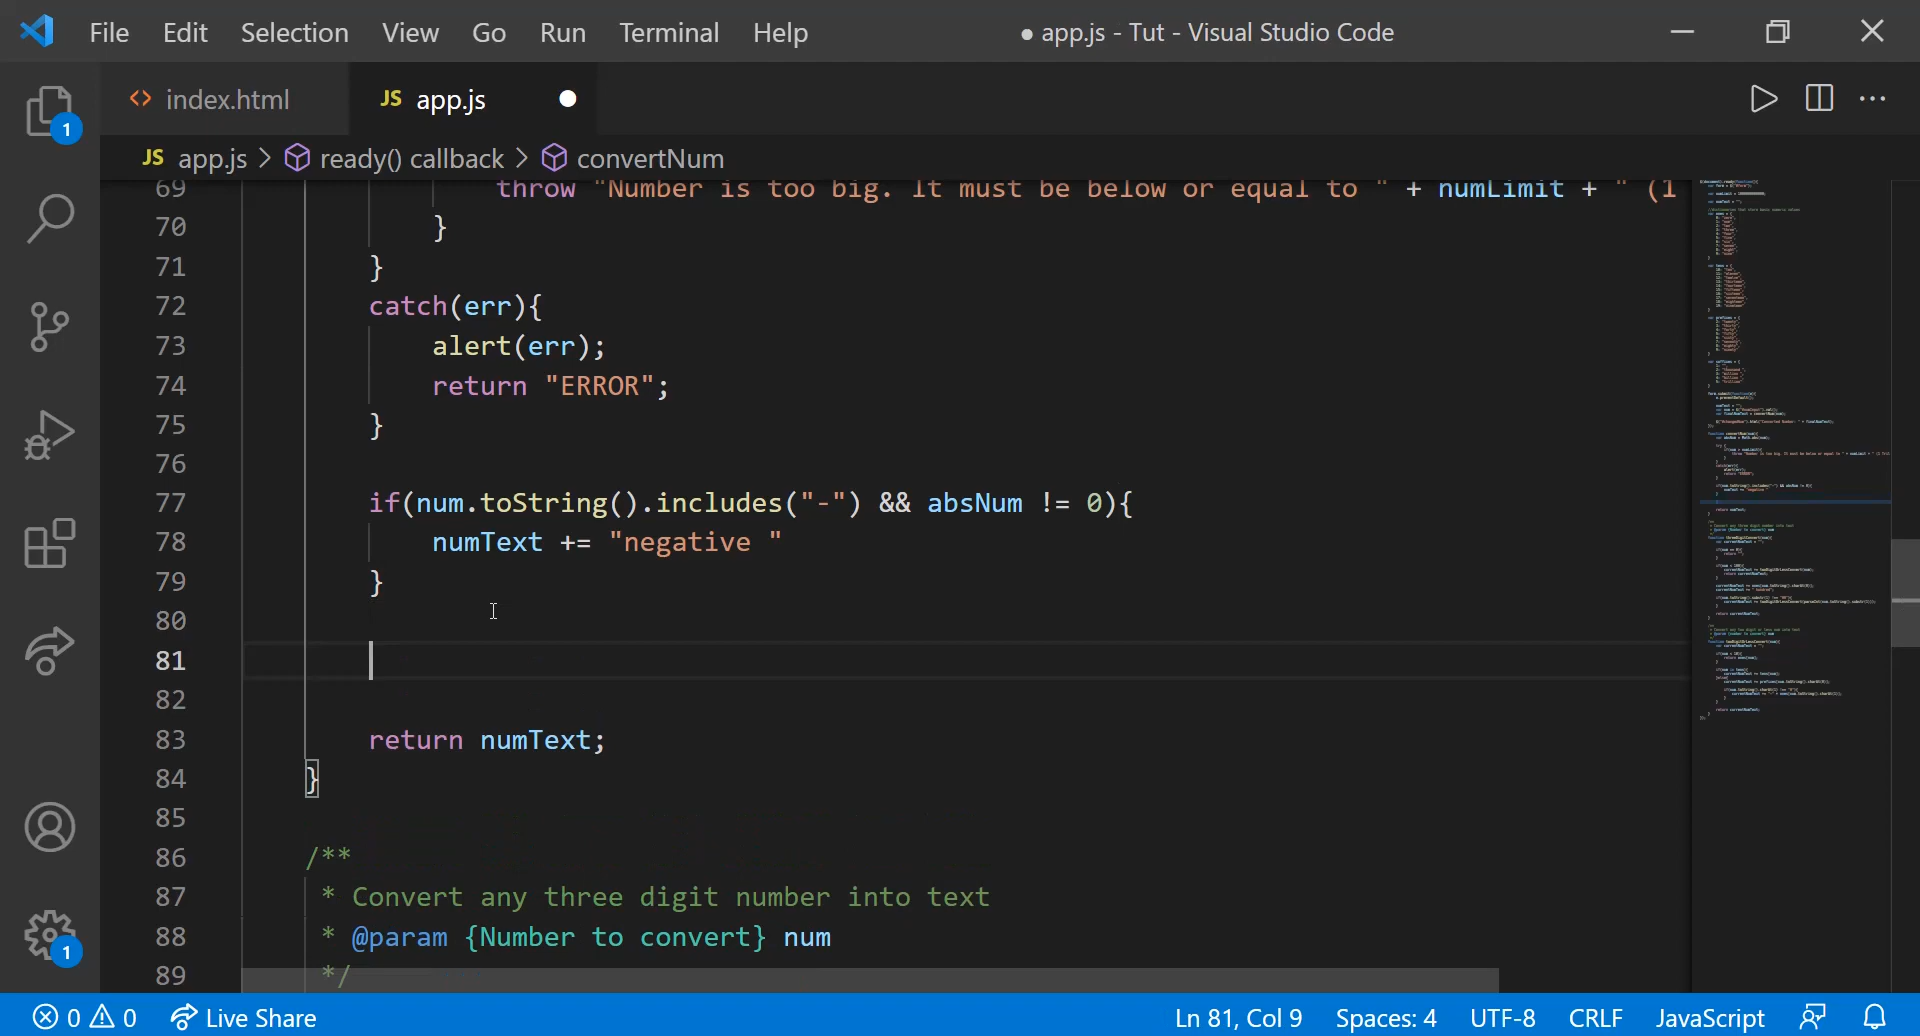 File Edit Selection View Go Run Terminal Help ● app.js - Tut - Visual Studio Code
index.html JS app.js
JS app.js > ready() callback > convertNum
69 throw "Number is too big. It must be below or equal to " + numLimit + " (1
70 }
71 }
72 catch(err){
73 alert(err);
74 return "ERROR";
75 }
76
77 if(num.toString().includes("-") && absNum != 0){
78 numText += "negative "
79 }
80
81
82
83 return numText;
84 }
85
86 /**
87 * Convert any three digit number into text
88 * @param {Number to convert} num
89 */
1
1
0 0 Live Share Ln 81, Col 9 Spaces: 4 UTF-8 CRLF JavaScript